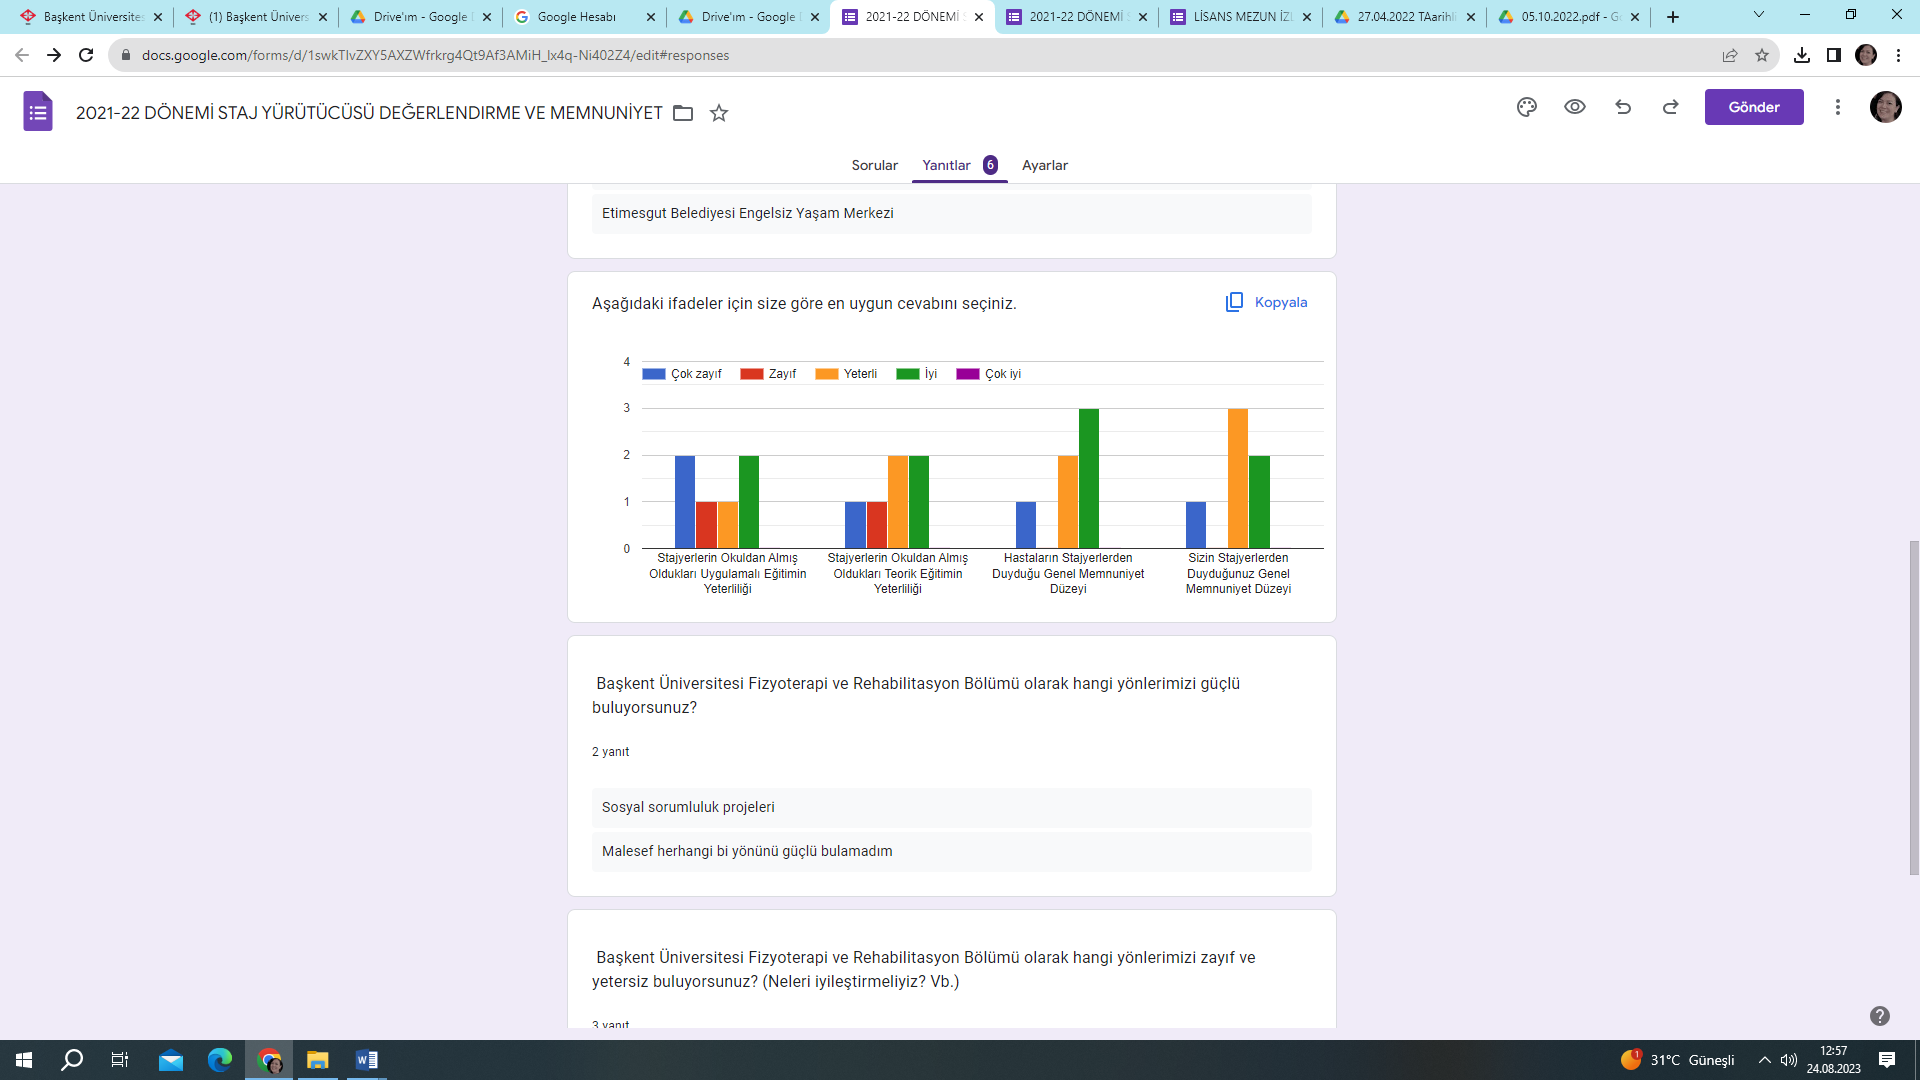 Başkent Üniversites
(1) Başkent Ünivers
Drive'ım - Google
Google Hesabı
Drive'ım - Google
2021-22 DÖNEMİ
2021-22 DÖNEMİ
LİSANS MEZUN İZL
27.04.2022 TAarihl
05.10.2022.pdf - G
docs.google.com/forms/d/1swkTIvZXY5AXZWfrkrg4Qt9Af3AMiH_lx4q-Ni402Z4/edit#responses
2021-22 DÖNEMİ STAJ YÜRÜTÜCÜSÜ DEĞERLENDIRME VE MEMNUNİYET
Gönder
Sorular Yanıtlar 6 Ayarlar
Etimesgut Belediyesi Engelsiz Yaşam Merkezi
Aşağıdaki ifadeler için size göre en uygun cevabını seçiniz.
Kopyala
4
Çok zayıf Zayıf Yeterli İyi Çok iyi
3
2
1
0
Stajyerlerin Okuldan Almış
Oldukları Uygulamalı Eğitimin
Yeterliliği
Stajyerlerin Okuldan Almış
Oldukları Teorik Eğitimin
Yeterliliği
Hastaların Stajyerlerden
Duyduğu Genel Memnuniyet
Düzeyi
Sizin Stajyerlerden
Duyduğunuz Genel
Memnuniyet Düzeyi
Başkent Üniversitesi Fizyoterapi ve Rehabilitasyon Bölümü olarak hangi yönlerimizi güçlü
buluyorsunuz?
2 yanıt
Sosyal sorumluluk projeleri
Malesef herhangi bi yönünü güçlü bulamadım
Başkent Üniversitesi Fizyoterapi ve Rehabilitasyon Bölümü olarak hangi yönlerimizi zayıf ve
yetersiz buluyorsunuz? (Neleri iyileştirmeliyiz? Vb.)
3 yanıt
1
31°C Güneşli
12:57
24.08.2023